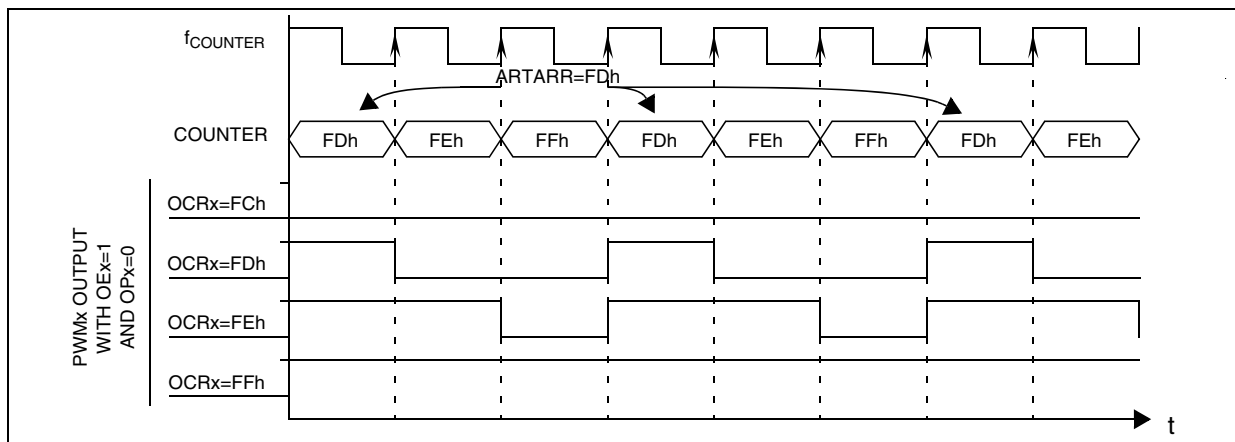 fCOUNTER
ARTARR=FDh
COUNTER
FDh FEh FFh FDh FEh FFh FDh FEh
PWMx OUTPUT
WITH OEx=1
AND OPx=0
OCRx=FCh
OCRx=FDh
OCRx=FEh
OCRx=FFh
t